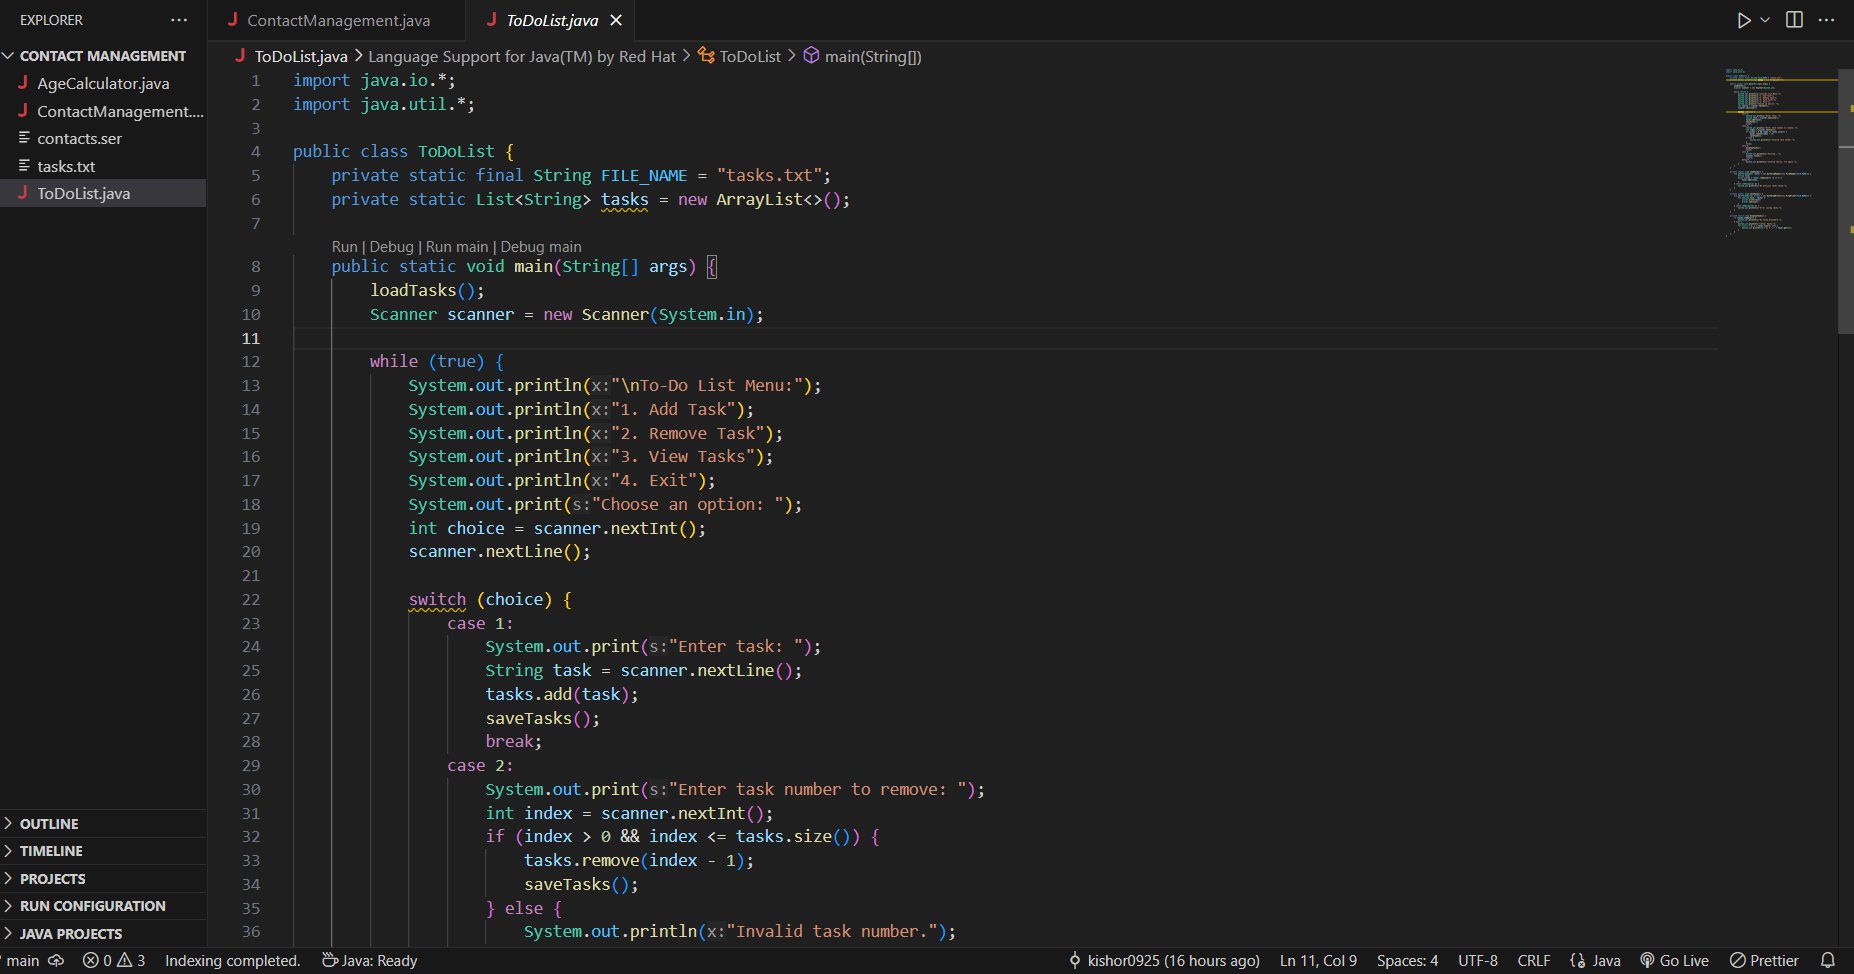 EXPLORER
CONTACT MANAGEMENT
AgeCalculator.java
ContactManagement....
contacts.ser
tasks.txt
ToDoList.java
OUTLINE
TIMELINE
PROJECTS
RUN CONFIGURATION
JAVA PROJECTS
ContactManagement.java
ToDoList.java
ToDoList.java > Language Support for Java(TM) by Red Hat > ToDoList > main(String[])
1 import java.io.*;
2 import java.util.*;
3
4 public class ToDoList {
5 private static final String FILE_NAME = "tasks.txt";
6 private static List<String> tasks = new ArrayList<>();
7
Run | Debug | Run main | Debug main
8 public static void main(String[] args) {
9 loadTasks();
10 Scanner scanner = new Scanner(System.in);
11
12 while (true) {
13 System.out.println(x:"\nTo-Do List Menu:");
14 System.out.println(x:"1. Add Task");
15 System.out.println(x:"2. Remove Task");
16 System.out.println(x:"3. View Tasks");
17 System.out.println(x:"4. Exit");
18 System.out.print(s:"Choose an option: ");
19 int choice = scanner.nextInt();
20 scanner.nextLine();
21
22 switch (choice) {
23 case 1:
24 System.out.print(s:"Enter task: ");
25 String task = scanner.nextLine();
26 tasks.add(task);
27 saveTasks();
28 break;
29 case 2:
30 System.out.print(s:"Enter task number to remove: ");
31 int index = scanner.nextInt();
32 if (index > 0 && index <= tasks.size()) {
33 tasks.remove(index - 1);
34 saveTasks();
35 } else {
36 System.out.println(x:"Invalid task number.");
main 0 3 Indexing completed. Java: Ready kishor0925 (16 hours ago) Ln 11, Col 9 Spaces: 4 UTF-8 CRLF Java Go Live Prettier